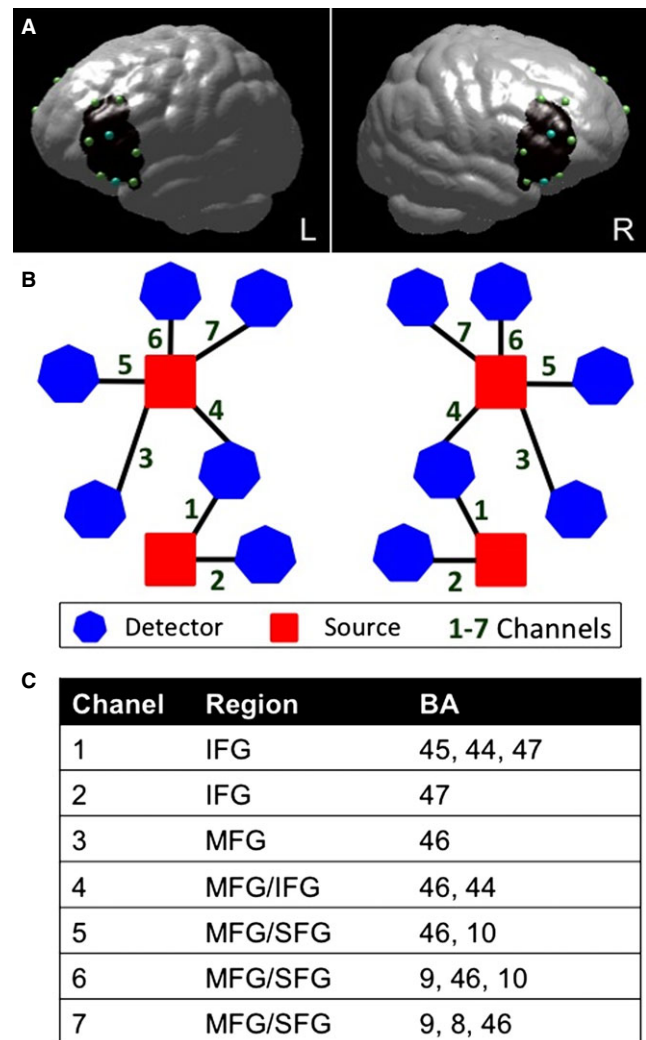 A
L
R
B
6 7 7 6
5 5
4 4
3 3
1 1
2 2
Detector Source 1-7 Channels
C
Chanel Region BA
1 IFG 45, 44, 47
2 IFG 47
3 MFG 46
4 MFG/IFG 46, 44
5 MFG/SFG 46, 10
6 MFG/SFG 9, 46, 10
7 MFG/SFG 9, 8, 46